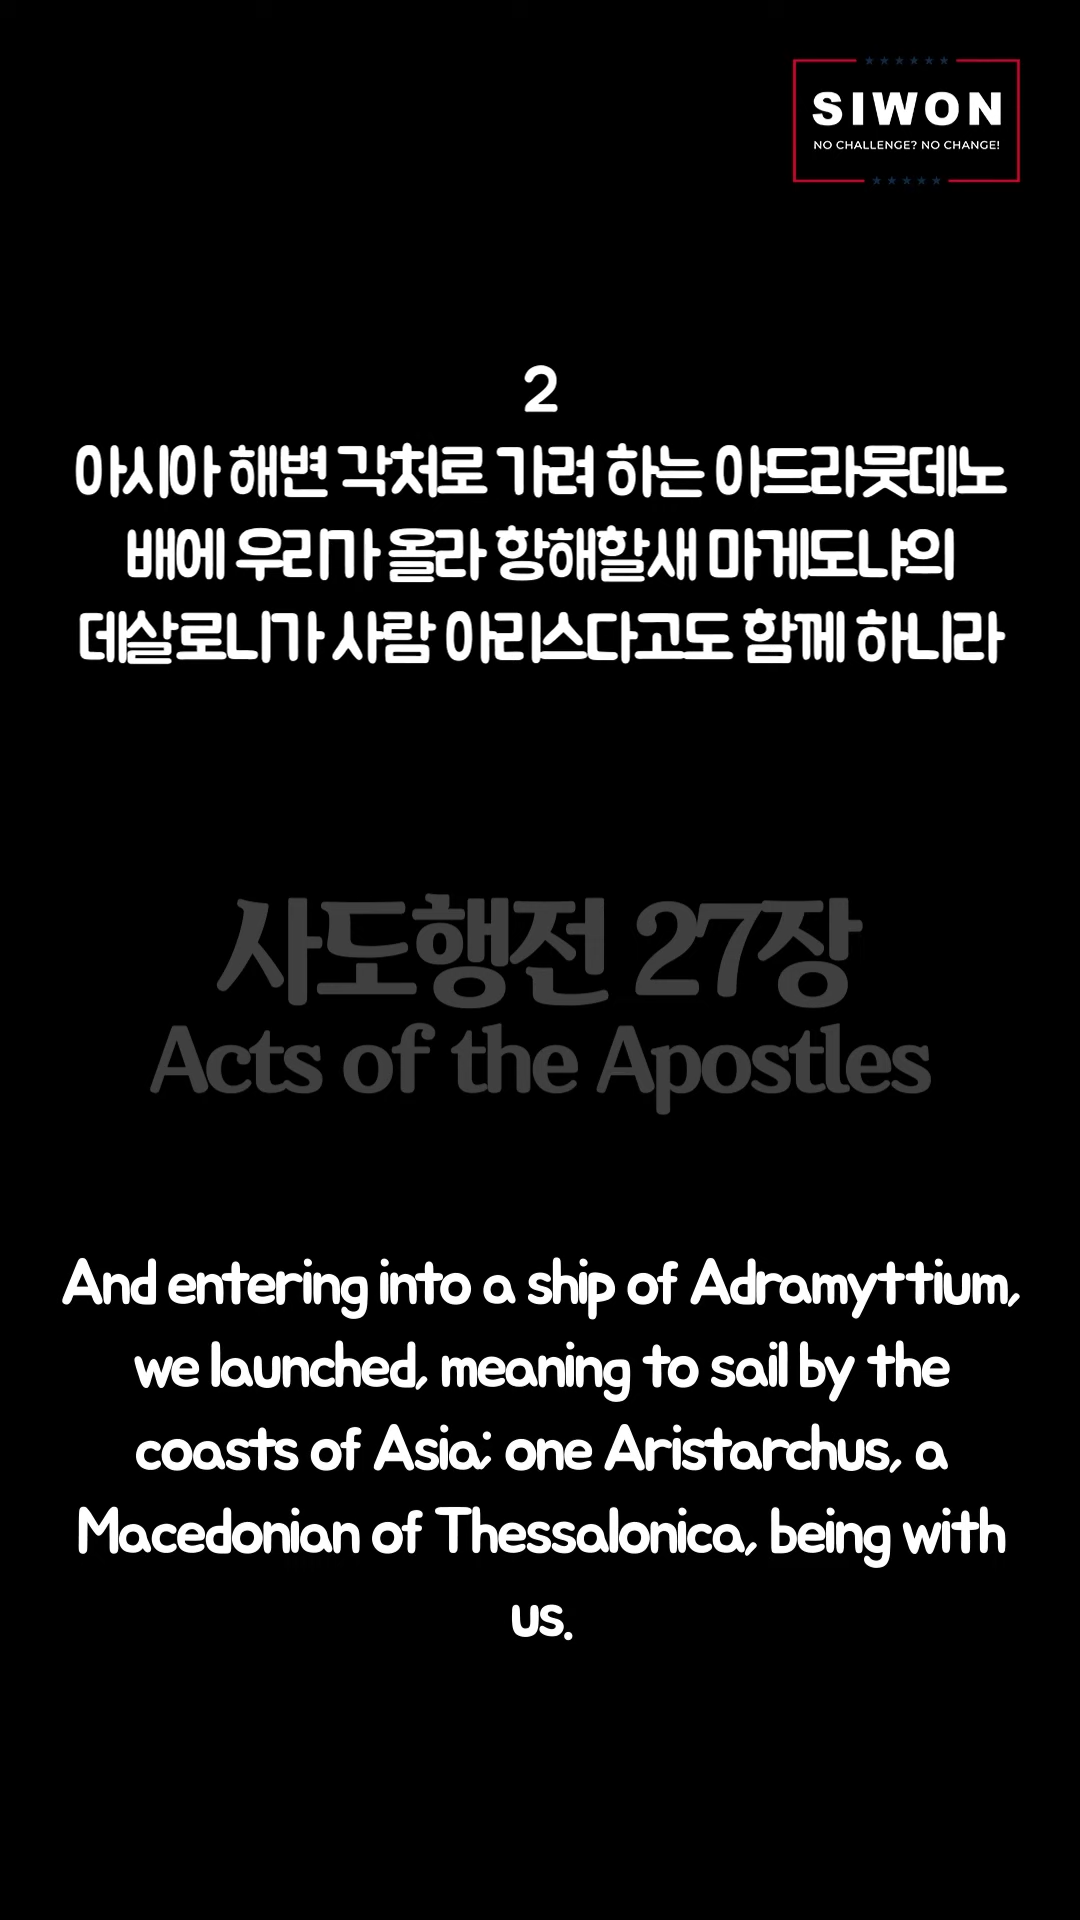 SIWON
NO CHALLENGE? NO CHANGE!
2
아시아 해변 각처로 가려 하는 아드라뭇데노
배에 우리가 올라 항해할새 마게도냐의
데살로니가 사람 아리스다고도 함께 하니라
사도행전 27장
Acts of the Apostles
And entering into a ship of Adramyttium,
we launched, meaning to sail by the
coasts of Asia; one Aristarchus, a
Macedonian of Thessalonica, being with
us.